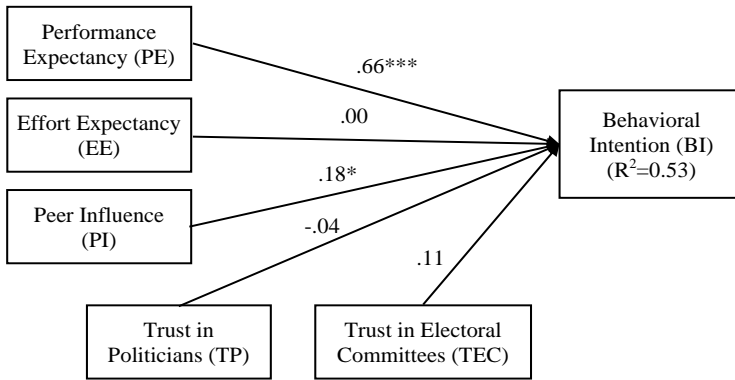 Performance
Expectancy (PE)
.66***
Effort Expectancy
(EE)
.00
Behavioral
Intention (BI)
(R²=0.53)
.18*
Peer Influence
(PI)
-.04
.11
Trust in
Politicians (TP)
Trust in Electoral
Committees (TEC)